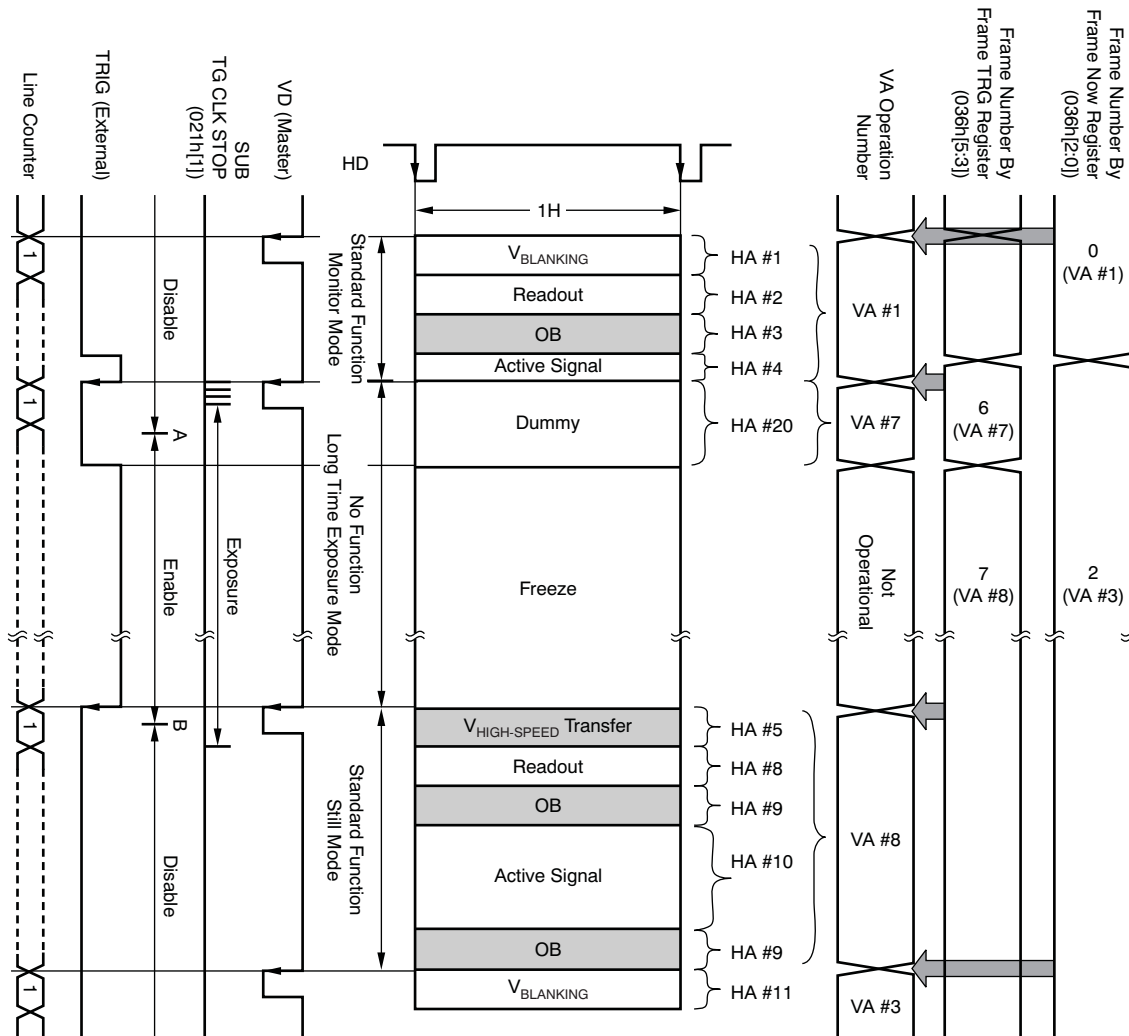 Line Counter
TRIG (External)
TG CLK STOP
(021h[1])
SUB
VD (Master)
HD
VA Operation
Number
Frame Number By
Frame TRG Register
(036h[5:3])
Frame Number By
Frame Now Register
(036h[2:0])
1H
1
Disable
Standard Function
Monitor Mode
VBLANKING
HA #1
Readout
HA #2
OB
HA #3
Active Signal
HA #4
VA #1
0
(VA #1)
1
A
Dummy
HA #20
VA #7
6
(VA #7)
Enable
Exposure
No Function
Long Time Exposure Mode
Freeze
Not
Operational
7
(VA #8)
2
(VA #3)
1
B
Disable
Standard Function
Still Mode
VHIGH-SPEED Transfer
HA #5
Readout
HA #8
OB
HA #9
Active Signal
HA #10
VA #8
OB
HA #9
1
VBLANKING
HA #11
VA #3